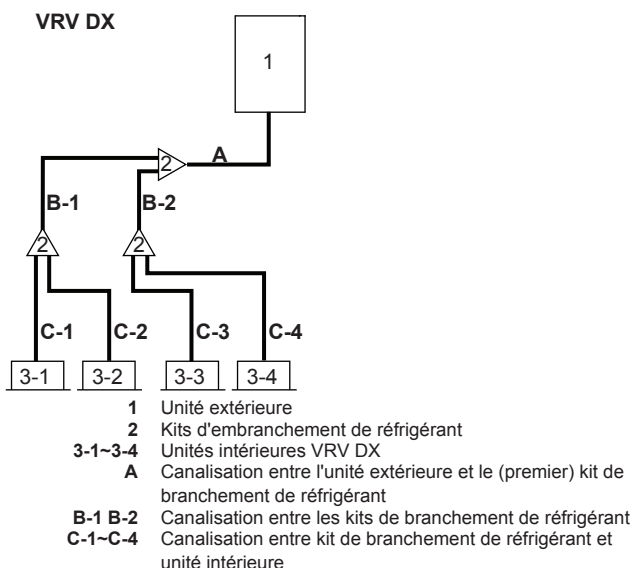 VRV DX
1
2
A
B-1
B-2
2
2
C-1
C-2
C-3
C-4
3-1
3-2
3-3
3-4
1 Unité extérieure
2 Kits d'embranchement de réfrigérant
3-1~3-4 Unités intérieures VRV DX
A Canalisation entre l'unité extérieure et le (premier) kit de
branchement de réfrigérant
B-1 B-2 Canalisation entre les kits de branchement de réfrigérant
C-1~C-4 Canalisation entre kit de branchement de réfrigérant et
unité intérieure